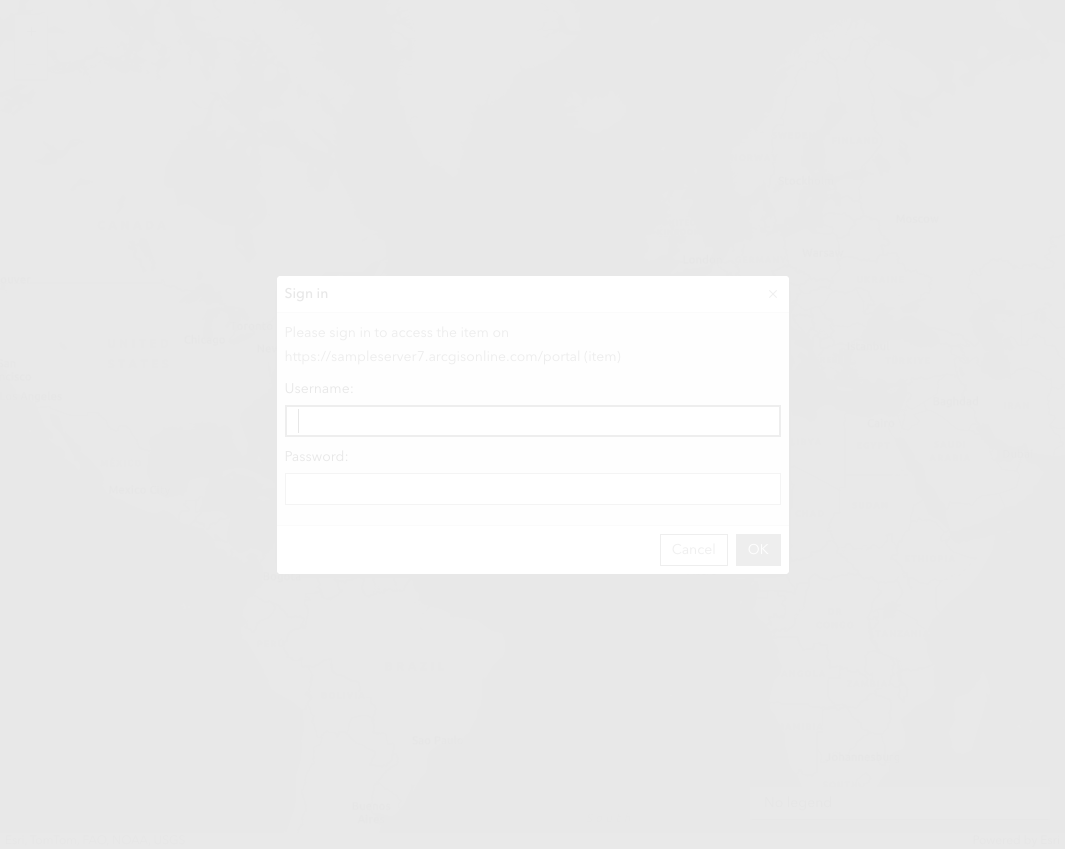 Sign in
×
Please sign in to access the item on
https://sampleserver7.arcgisonline.com/portal (item)
Username:
Password:
Cancel
OK